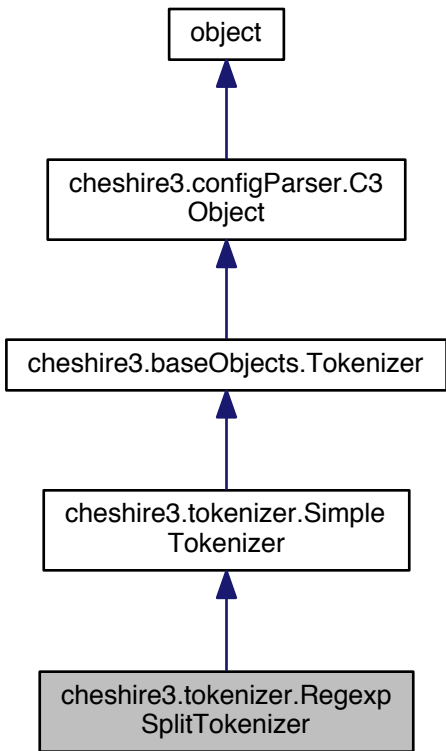 object
cheshire3.configParser.C3
Object
cheshire3.baseObjects.Tokenizer
cheshire3.tokenizer.Simple
Tokenizer
cheshire3.tokenizer.Regexp
SplitTokenizer